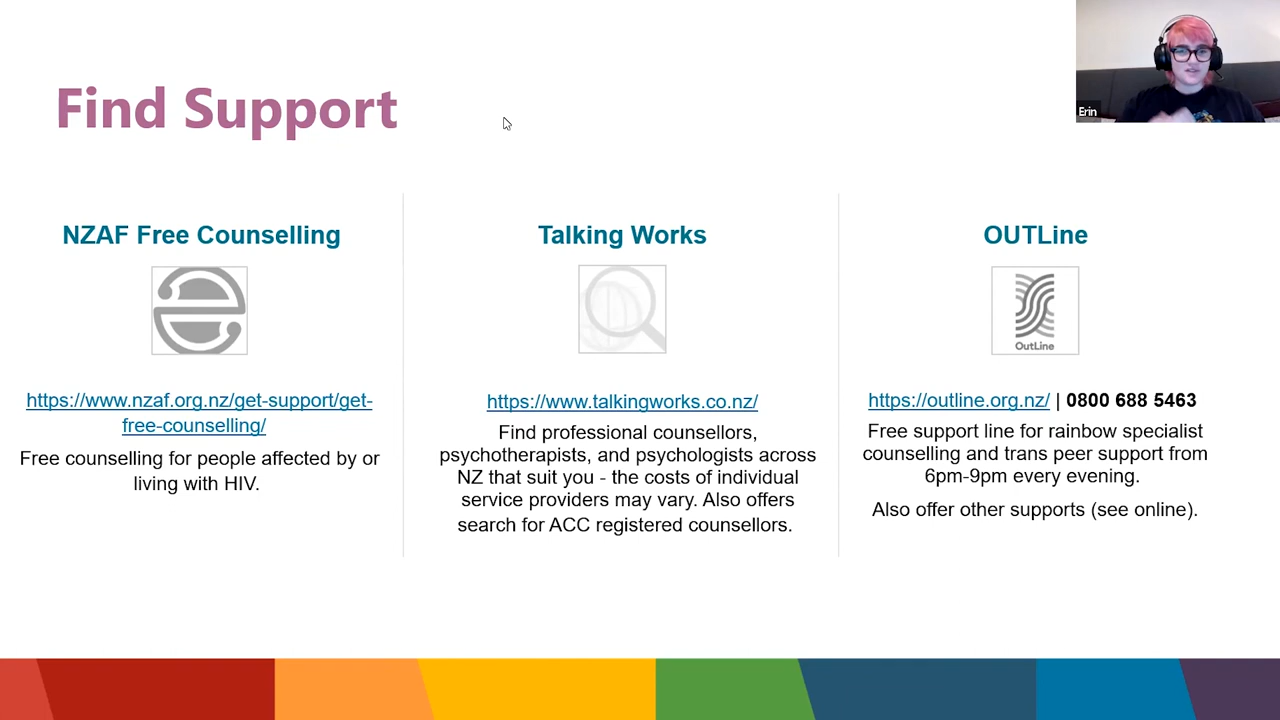 Find Support
Erin
NZAF Free Counselling
https://www.nzaf.org.nz/get-support/get-
free-counselling/
Free counselling for people affected by or
living with HIV.
Talking Works
https://www.talkingworks.co.nz/
Find professional counsellors,
psychotherapists, and psychologists across
NZ that suit you - the costs of individual
service providers may vary. Also offers
search for ACC registered counsellors.
OUTLine
OutLine
https://outline.org.nz/ | 0800 688 5463
Free support line for rainbow specialist
counselling and trans peer support from
6pm-9pm every evening.
Also offer other supports (see online).